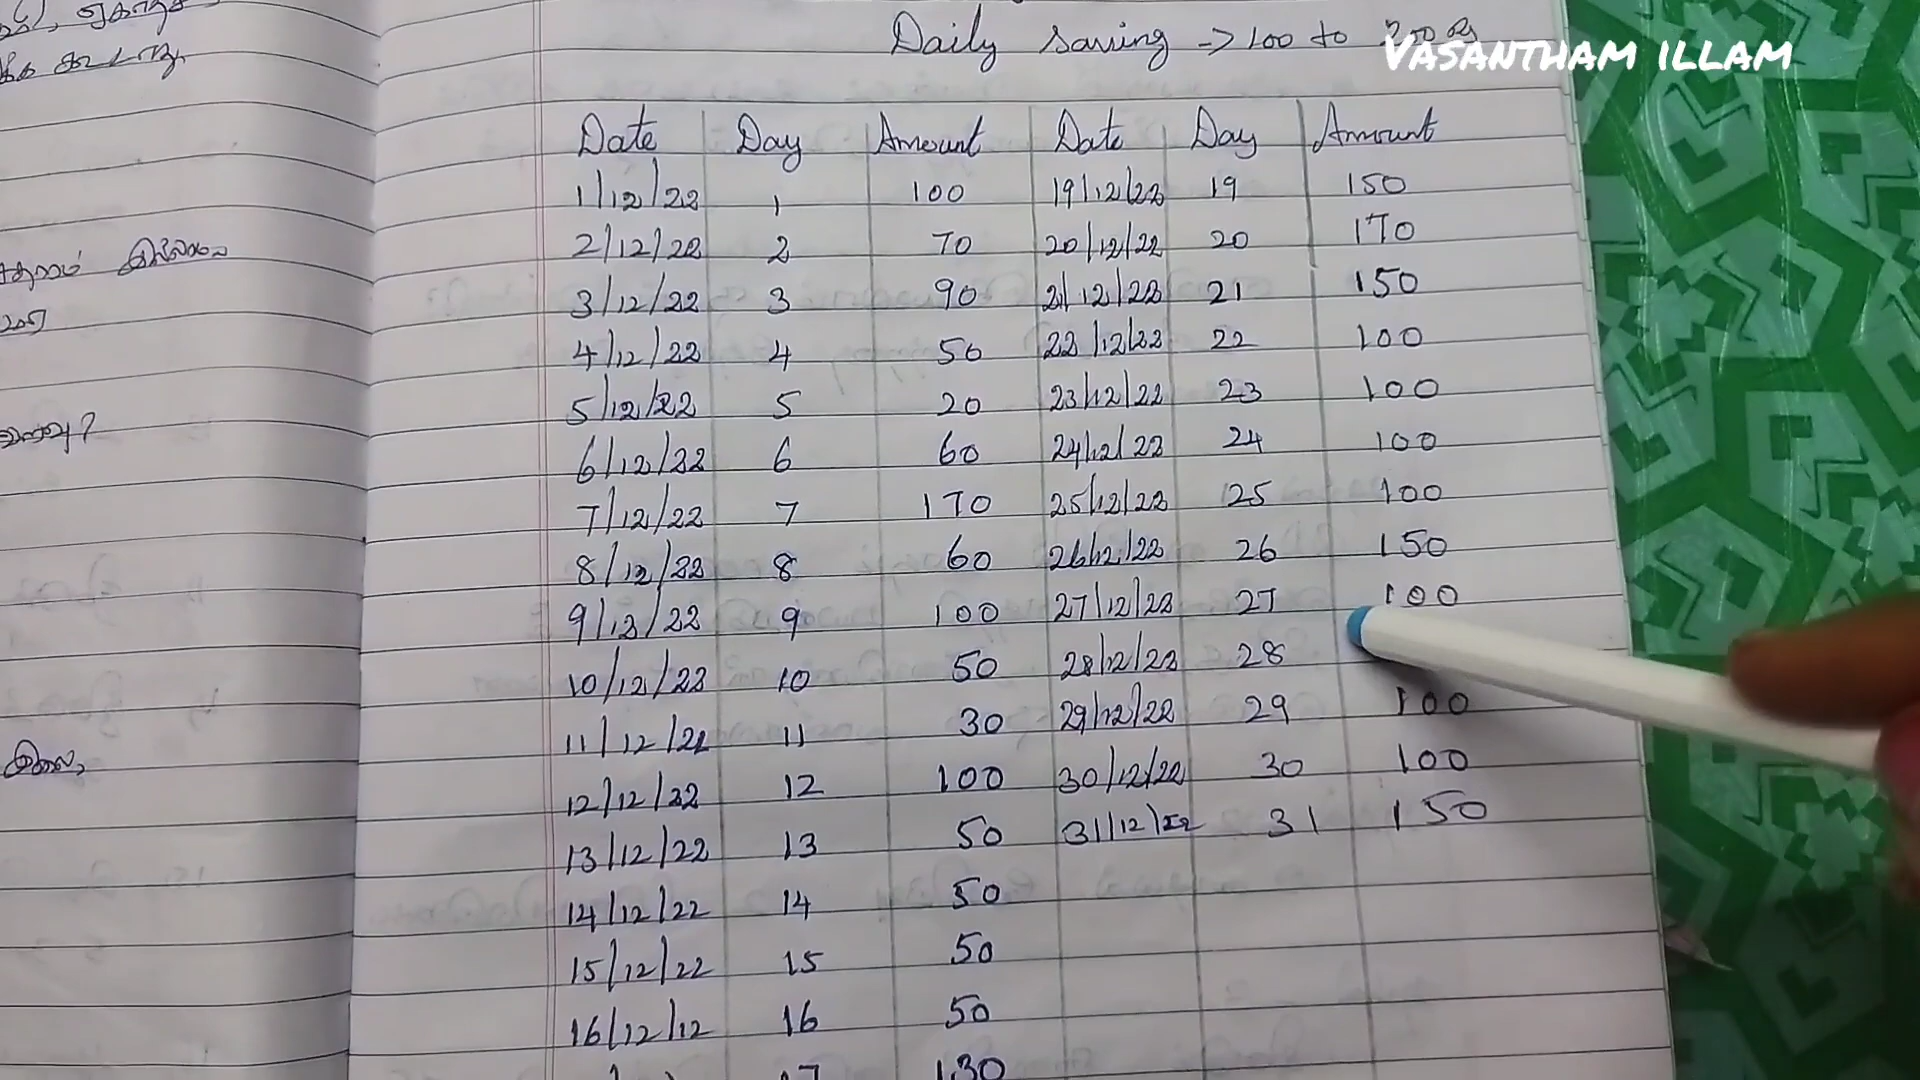 Daily saving -> 100 to
VASANTHAM ILLAM
Date Day Amount Date Day Amount
1/12/22 1 100 19/12/22 19 150
2/12/22 2 70 20/12/22 20 170
3/12/22 3 90 21/12/22 21 150
4/12/22 4 50 22/12/22 22 100
5/12/22 5 20 23/12/22 23 100
6/12/22 6 60 24/12/22 24 100
7/12/22 7 170 25/12/22 25 100
8/12/22 8 60 26/12/22 26 150
9/12/22 9 100 27/12/22 27 100
10/12/22 10 50 28/12/22 28
11/12/22 11 30 29/12/22 29 100
12/12/22 12 100 30/12/22 30 100
13/12/22 13 50 31/12/22 31 150
14/12/22 14 50
15/12/22 15 50
16/12/12 16 50
17 130